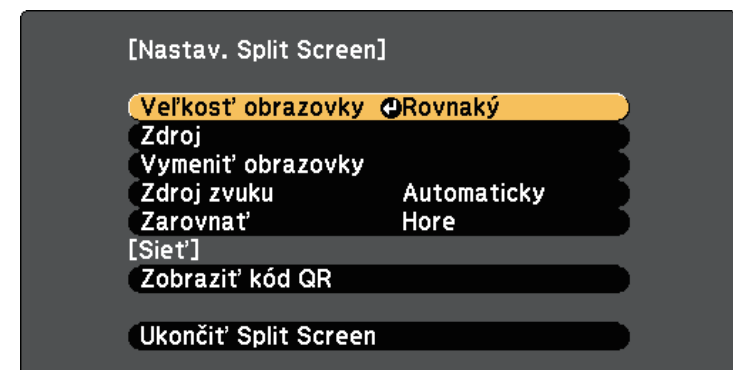 [Nastav. Split Screen]
Veľkosť obrazovky Rovnaký
Zdroj
Vymeniť obrazovky
Zdroj zvuku Automaticky
Zarovnať Hore
[Sieť]
Zobraziť kód QR
Ukončiť Split Screen